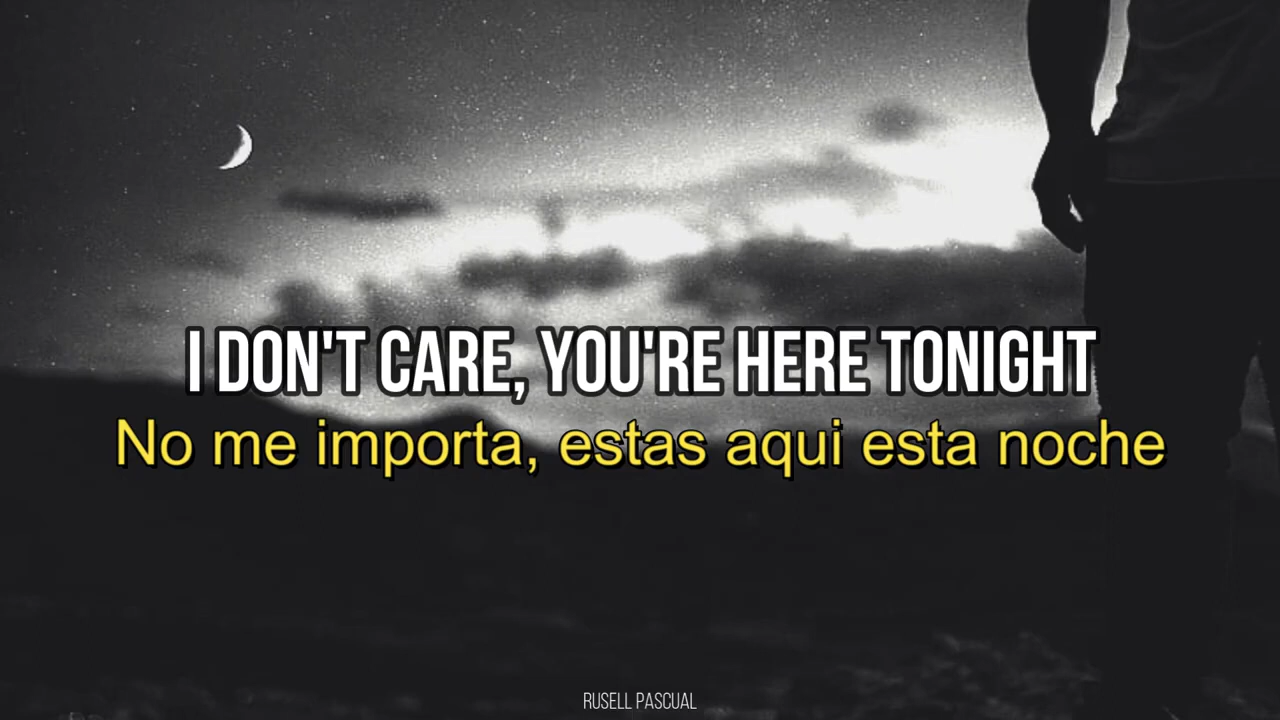 I DON'T CARE, YOU'RE HERE TONIGHT
No me importa, estas aqui esta noche
RUSELL PASCUAL